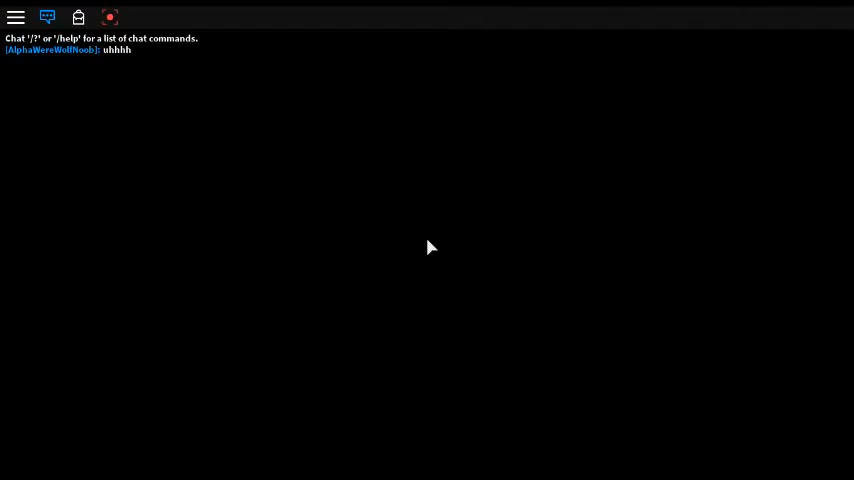 Chat '/?' or '/help' for a list of chat commands.
[AlphaWereWolfNoob]: uhhhh